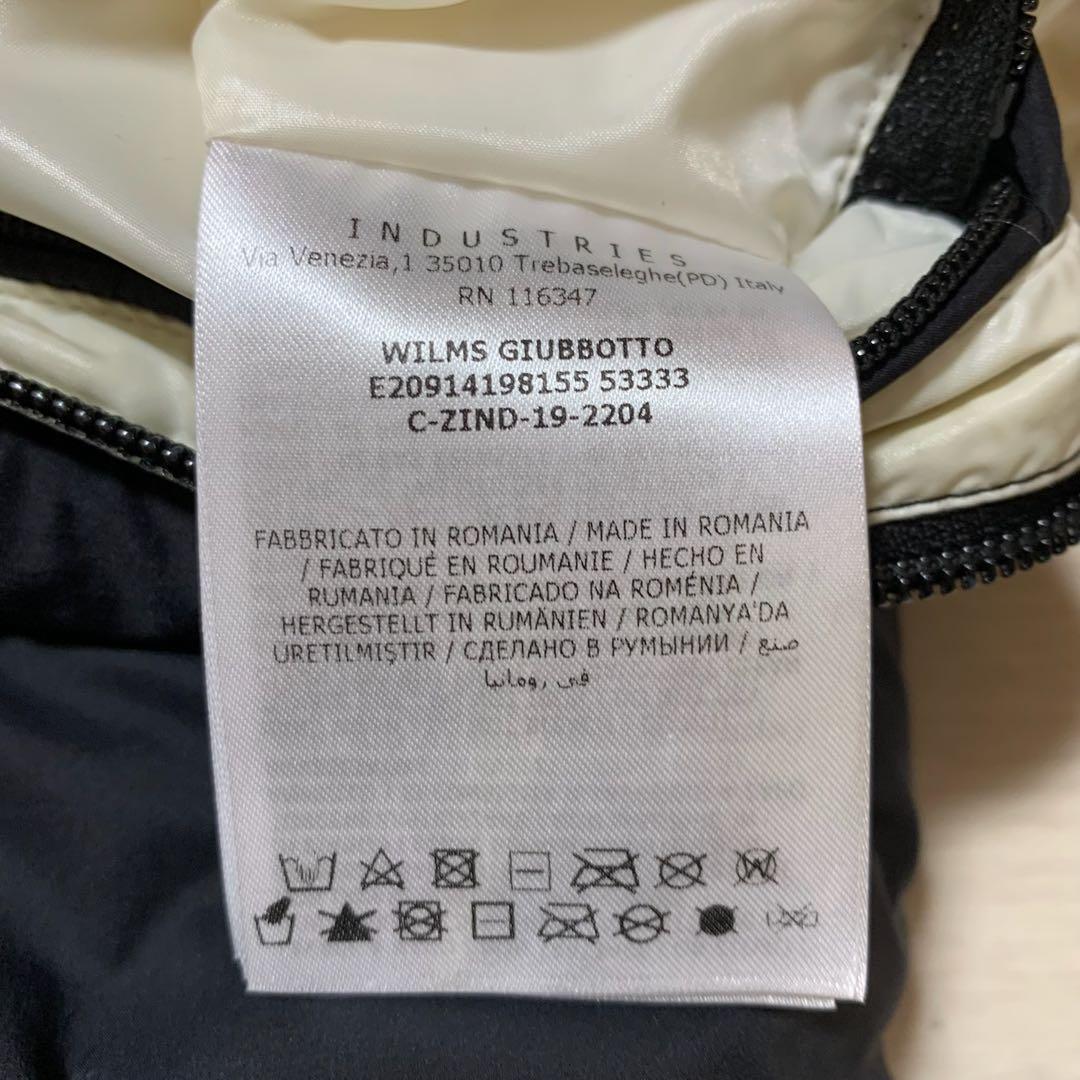 INDUSTRIES
Via Venezia,1 35010 Trebaseleghe(PD) Italy
RN 116347
WILMS GIUBBOTTO
E20914198155 53333
C-ZIND-19-2204
FABBRICATO IN ROMANIA / MADE IN ROMANIA
/ FABRIQUÉ EN ROUMANIE / HECHO EN
RUMANIA / FABRICADO NA ROMÉNIA /
HERGESTELLT IN RUMÄNIEN / ROMANYA'DA
URETILMIŞTIR / СДЕЛАНО В РУМЫНИИ / صنع
في رومانيا